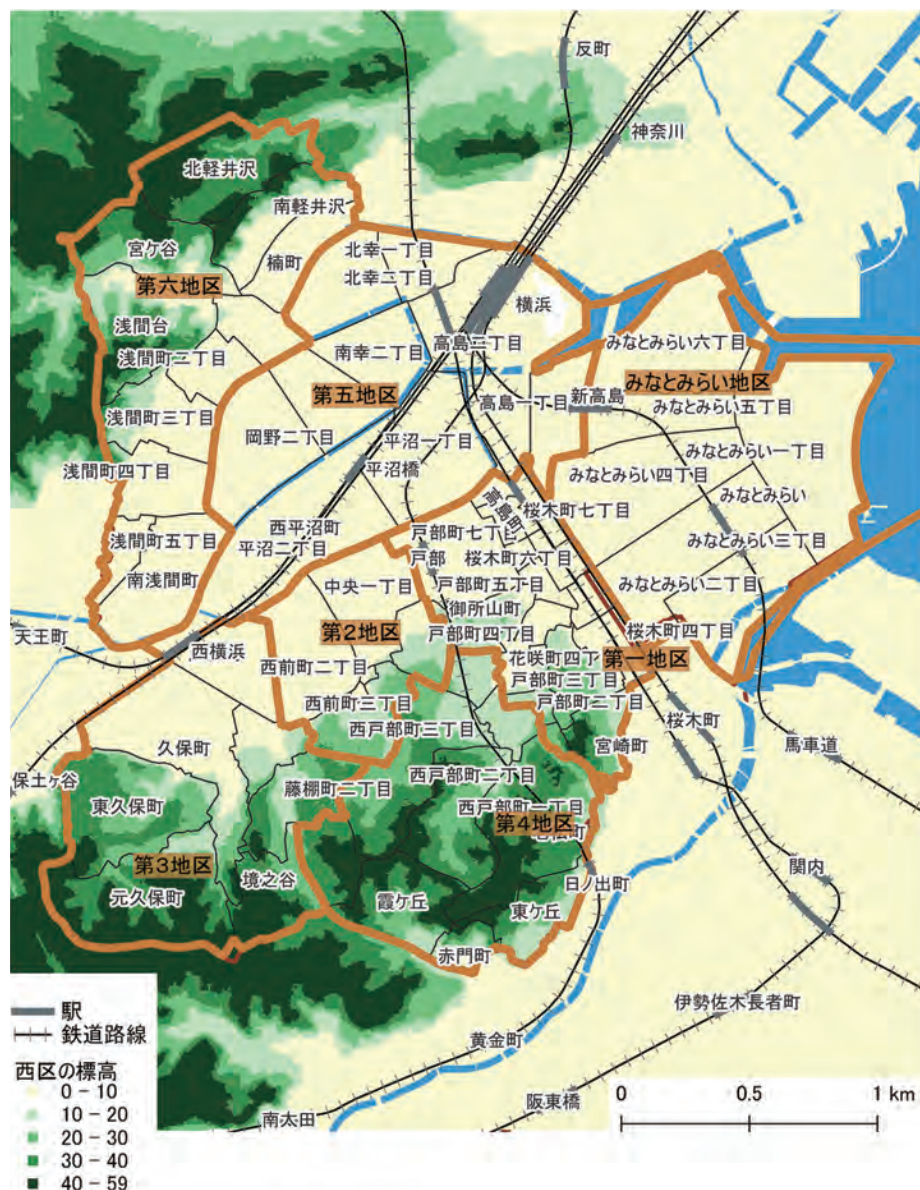 反町
神奈川
北軽井沢
南軽井沢
宮ケ谷
楠町
北幸一丁目
北幸二丁目
第六地区
横浜
浅間台
南幸二丁目
高島二丁目
みなとみらい六丁目
浅間町二丁目
第五地区
みなとみらい地区
高島一丁目
新高島
みなとみらい五丁目
浅間町三丁目
岡野二丁目
平沼一丁目
みなとみらい一丁目
浅間町四丁目
平沼橋
みなとみらい四丁目
みなとみらい
高島町
桜木町七丁目
西平沼町
戸部町七丁目
浅間町五丁目
平沼二丁目
みなとみらい三丁目
戸部
桜木町六丁目
南浅間町
中央一丁目
戸部町五丁目
みなとみらい二丁目
御所山町
天王町
第2地区
戸部町四丁目
桜木町四丁目
西横浜
花咲町四丁
第一地区
西前町二丁目
戸部町三丁目
西前町三丁目
戸部町二丁目
桜木町
西戸部町三丁目
宮崎町
久保町
馬車道
保土ヶ谷
藤棚町二丁目
西戸部町二丁目
東久保町
西戸部町一丁目
第4地区
第3地区
境之谷
日ノ出町
関内
元久保町
霞ケ丘
東ケ丘
赤門町
伊勢佐木長者町
駅
鉄道路線
黄金町
西区の標高
0 - 10
10 - 20
20 - 30
30 - 40
40 - 59
阪東橋
南太田
0 0.5 1 km